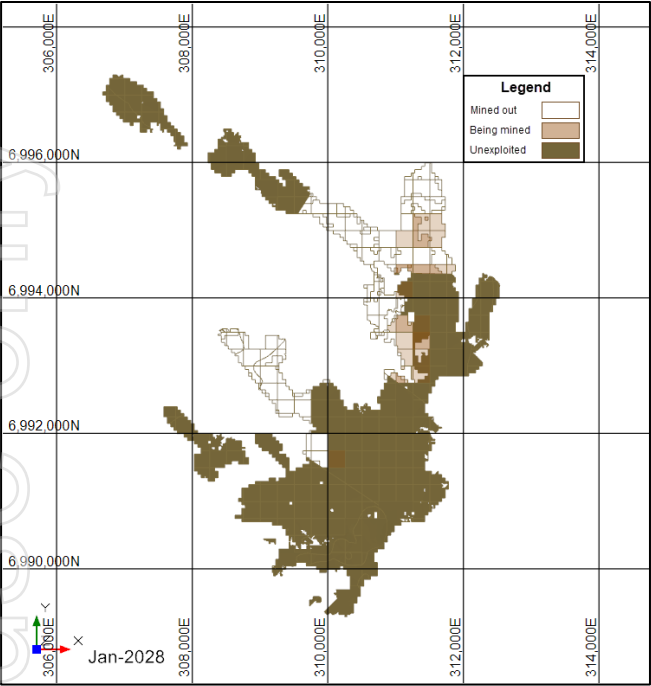 306,000E
308,000E
310,000E
312,000E
314,000E
Legend
Mined out
Being mined
Unexploited
6,996,000N
6,994,000N
6,992,000N
6,990,000N
Y
X
Jan-2028
306,000E
308,000E
310,000E
312,000E
314,000E